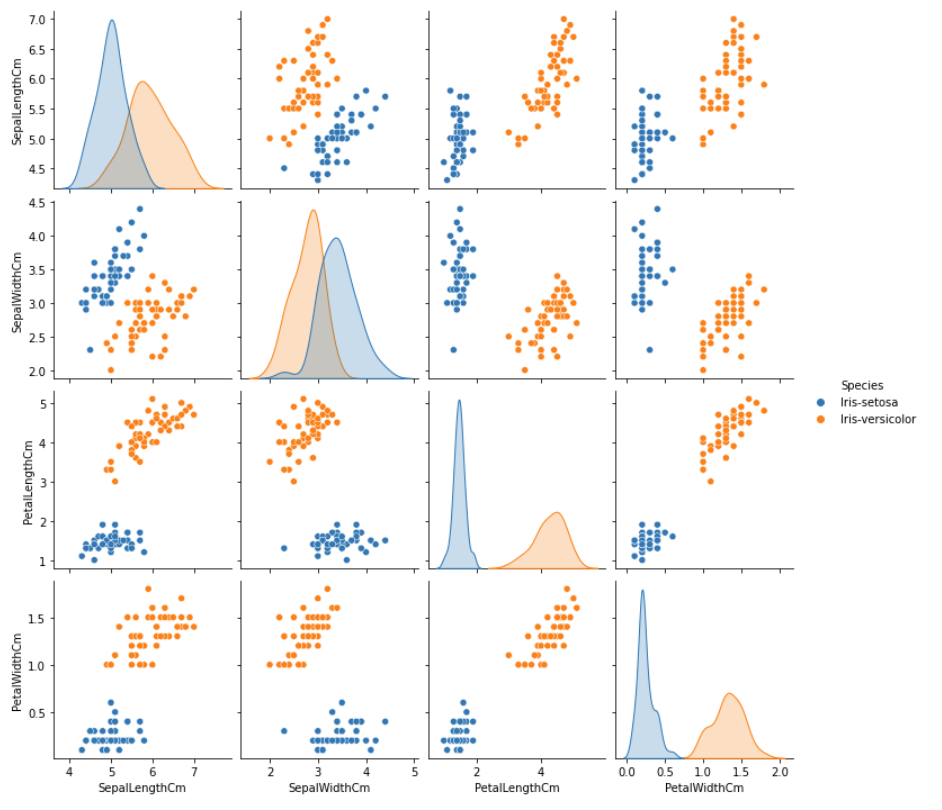 SepalLengthCm
7.0
6.5
6.0
5.5
5.0
4.5
SepalWidthCm
4.5
4.0
3.5
3.0
2.5
2.0
PetalLengthCm
5
4
3
2
1
PetalWidthCm
1.5
1.0
0.5
4 5 6 7
2 3 4 5
2 4
0.0 0.5 1.0 1.5 2.0
SepalLengthCm
SepalWidthCm
PetalLengthCm
PetalWidthCm
Species
Iris-setosa
Iris-versicolor